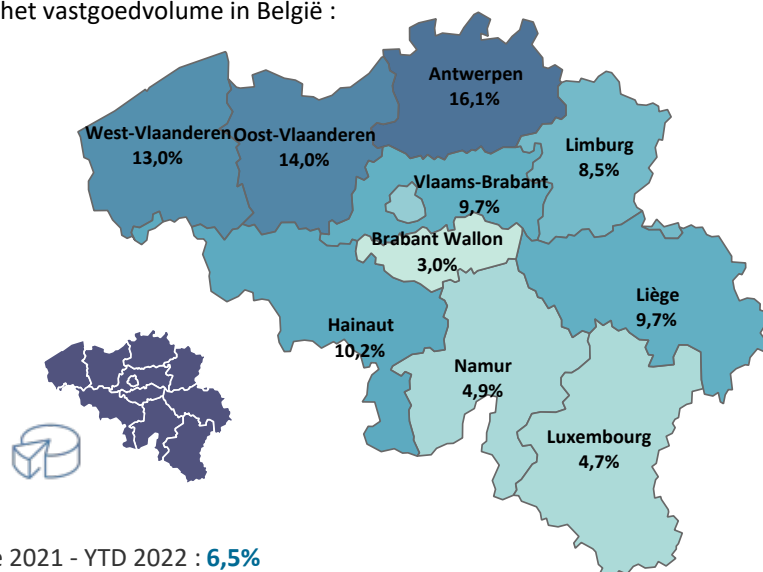 het vastgoedvolume in België :
Antwerpen
16,1%
West-Vlaanderen
13,0%
Oost-Vlaanderen
14,0%
Limburg
8,5%
Vlaams-Brabant
9,7%
Brabant Wallon
3,0%
Liège
9,7%
Hainaut
10,2%
Namur
4,9%
Luxembourg
4,7%
e 2021 - YTD 2022 : 6,5%